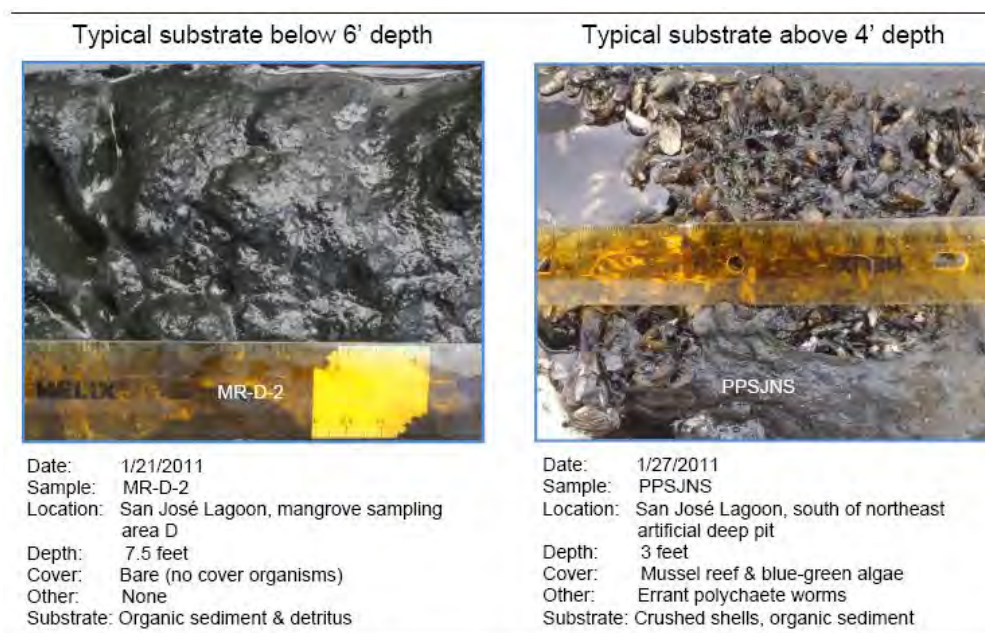 Typical substrate below 6' depth
MR-D-2
Date: 1/21/2011
Sample: MR-D-2
Location: San José Lagoon, mangrove sampling
area D
Depth: 7.5 feet
Cover: Bare (no cover organisms)
Other: None
Substrate: Organic sediment & detritus
Typical substrate above 4' depth
PPSJNS
Date: 1/27/2011
Sample: PPSJNS
Location: San José Lagoon, south of northeast
artificial deep pit
Depth: 3 feet
Cover: Mussel reef & blue-green algae
Other: Errant polychaete worms
Substrate: Crushed shells, organic sediment